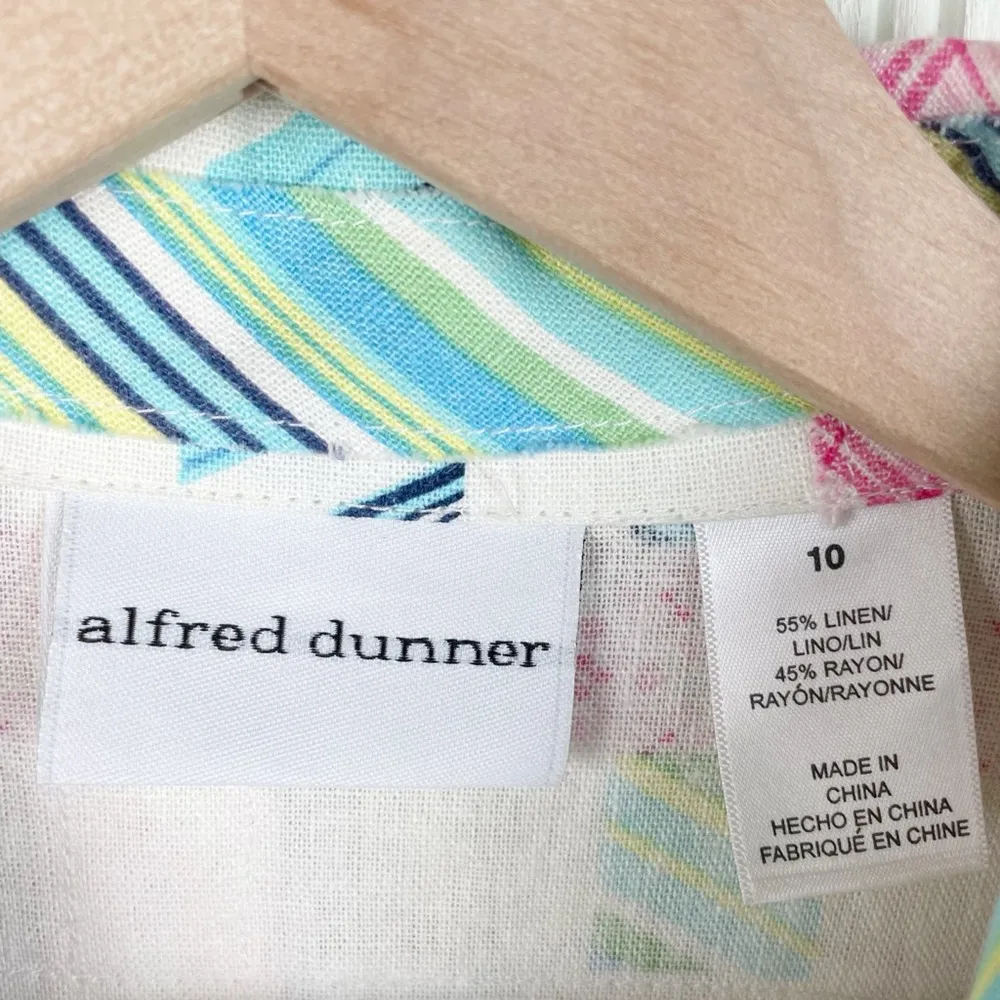 alfred dunner
10
55% LINEN/
LINO/LIN
45% RAYON/
RAYÓN/RAYONNE
MADE IN
CHINA
HECHO EN CHINA
FABRIQUÉ EN CHINE